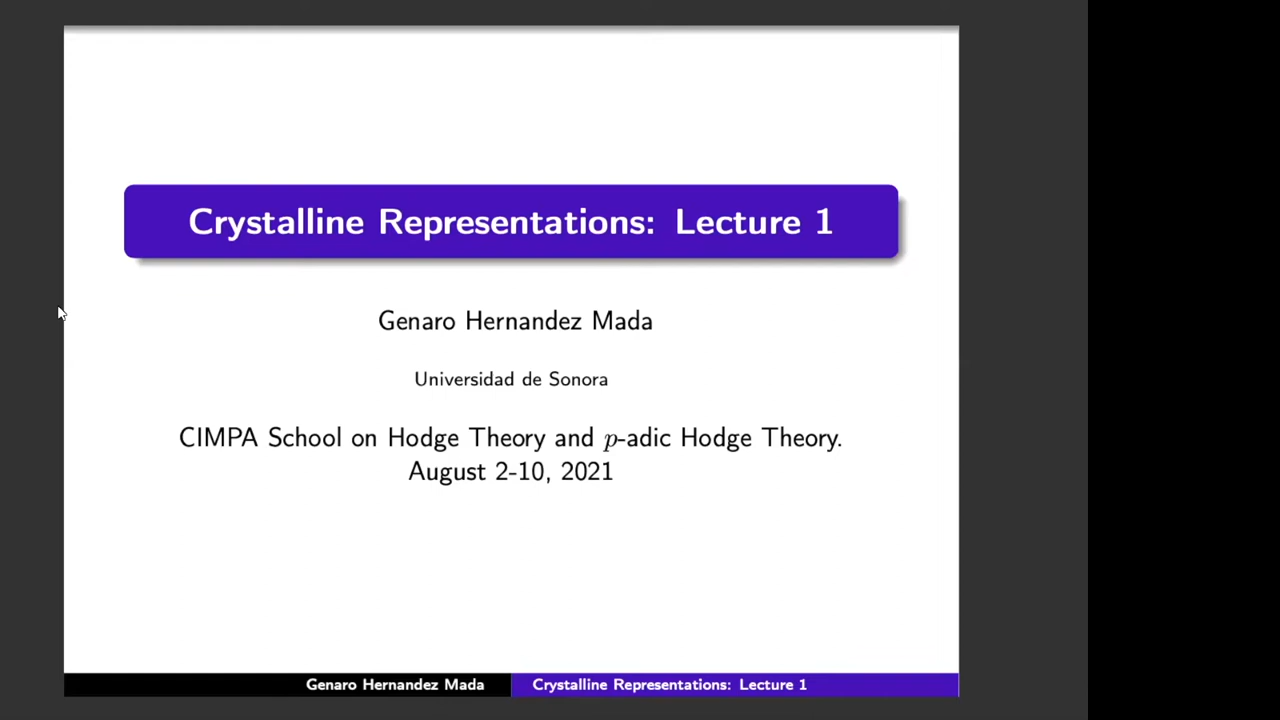 Crystalline Representations: Lecture 1
Genaro Hernandez Mada
Universidad de Sonora
CIMPA School on Hodge Theory and p-adic Hodge Theory.
August 2-10, 2021
Genaro Hernandez Mada
Crystalline Representations: Lecture 1